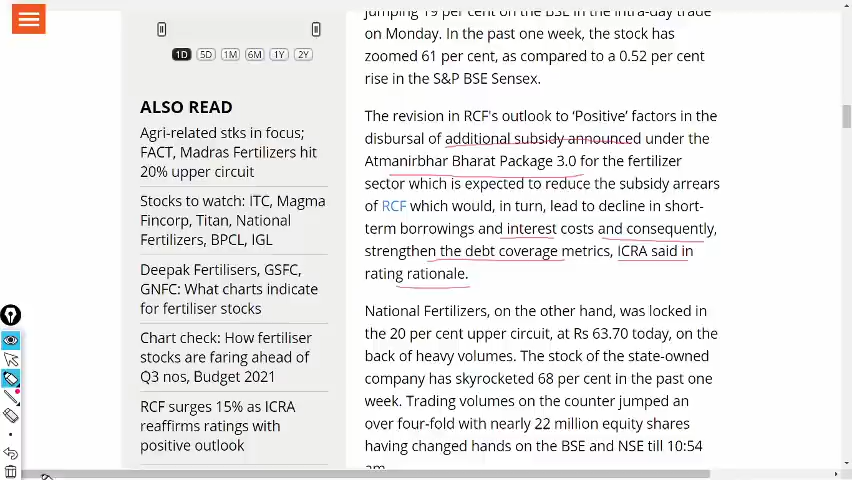 1D 5D 1M 6M 1Y 2Y
ALSO READ
Agri-related stks in focus;
FACT, Madras Fertilizers hit
20% upper circuit
Stocks to watch: ITC, Magma
Fincorp, Titan, National
Fertilizers, BPCL, IGL
Deepak Fertilisers, GSFC,
GNFC: What charts indicate
for fertiliser stocks
Chart check: How fertiliser
stocks are faring ahead of
Q3 nos, Budget 2021
RCF surges 15% as ICRA
reaffirms ratings with
positive outlook
jumping 19 per cent on the BSE in the intra-day trade
on Monday. In the past one week, the stock has
zoomed 61 per cent, as compared to a 0.52 per cent
rise in the S&P BSE Sensex.
The revision in RCF's outlook to ‘Positive’ factors in the
disbursal of additional subsidy announced under the
Atmanirbhar Bharat Package 3.0 for the fertilizer
sector which is expected to reduce the subsidy arrears
of RCF which would, in turn, lead to decline in short-
term borrowings and interest costs and consequently,
strengthen the debt coverage metrics, ICRA said in
rating rationale.
National Fertilizers, on the other hand, was locked in
the 20 per cent upper circuit, at Rs 63.70 today, on the
back of heavy volumes. The stock of the state-owned
company has skyrocketed 68 per cent in the past one
week. Trading volumes on the counter jumped an
over four-fold with nearly 22 million equity shares
having changed hands on the BSE and NSE till 10:54
am.